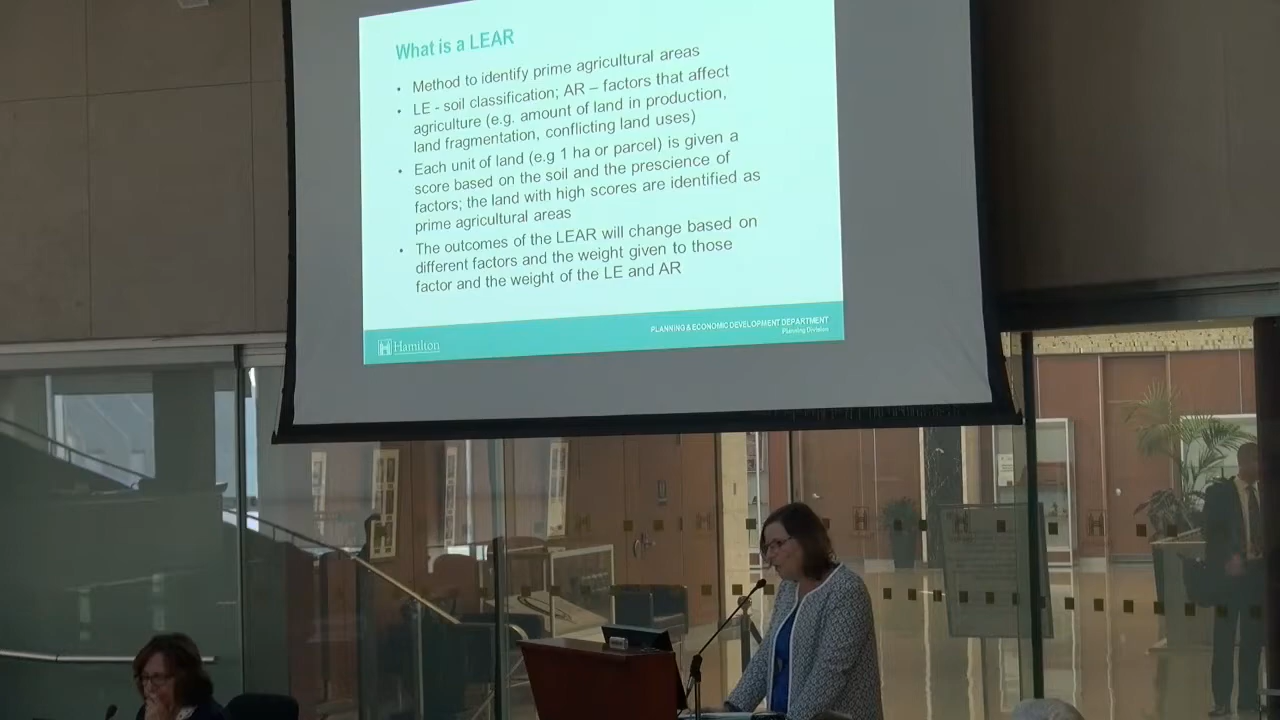 What is a LEAR
• Method to identify prime agricultural areas
• LE - soil classification; AR – factors that affect
agriculture (e.g. amount of land in production,
land fragmentation, conflicting land uses)
• Each unit of land (e.g 1 ha or parcel) is given a
score based on the soil and the prescience of
factors; the land with high scores are identified as
prime agricultural areas
• The outcomes of the LEAR will change based on
different factors and the weight given to those
factor and the weight of the LE and AR
PLANNING & ECONOMIC DEVELOPMENT DEPARTMENT
Planning Division
Hamilton